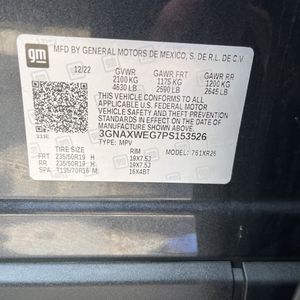 gm
MFD BY GENERAL MOTORS DE MEXICO, S. DE R.L. DE C.V
12/22 GVWR GAWR FRT GAWR RR
2100 KG 1175 KG 1200 KG
4630 LB 2590 LB 2645 LB
THIS VEHICLE CONFORMS TO ALL
APPLICABLE U.S. FEDERAL MOTOR
VEHICLE SAFETY AND THEFT PREVENTION
STANDARDS IN EFFECT ON THE DATE OF
MANUFACTURE SHOWN ABOVE.
3GNAXWEG7PS153526
TYPE: MPV
TIRE SIZE RIM MODEL: 761XR26
FRT 235/50R19 H 19X7.5J
RR 235/50R19 H 19X7.5J
SPA T135/70R16 M 16X4BT